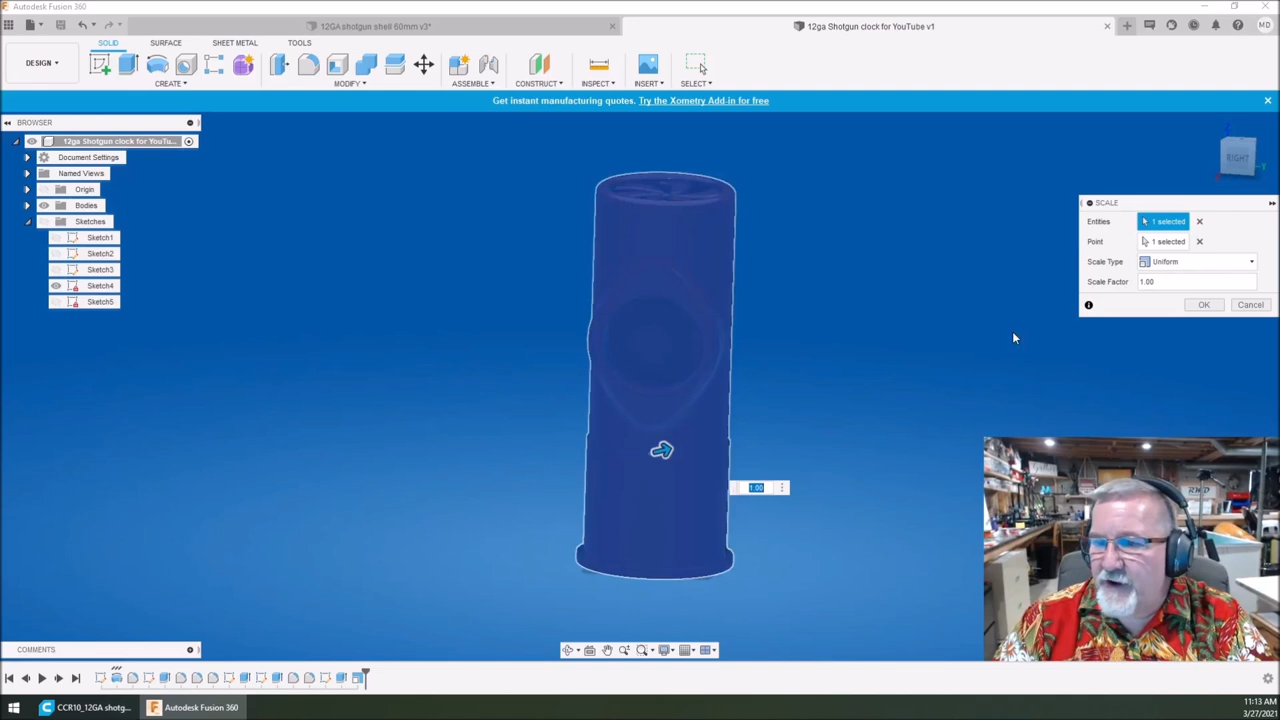 Autodesk Fusion 360
12GA shotgun shell 60mm v3*
12ga Shotgun clock for YouTube v1
MD
SOLID
SURFACE
SHEET METAL
TOOLS
DESIGN
CREATE
MODIFY
ASSEMBLE
CONSTRUCT
INSPECT
INSERT
SELECT
Get instant manufacturing quotes. Try the Xometry Add-in for free
BROWSER
12ga Shotgun clock for YouTu...
Document Settings
Named Views
Origin
Bodies
Sketches
Sketch1
Sketch2
Sketch3
Sketch4
Sketch5
RIGHT
SCALE
Entities
1 selected
Point
1 selected
Scale Type
Uniform
Scale Factor
1.00
OK
Cancel
1.00
COMMENTS
CCR10_12GA shotg...
Autodesk Fusion 360
11:13 AM
3/27/2021